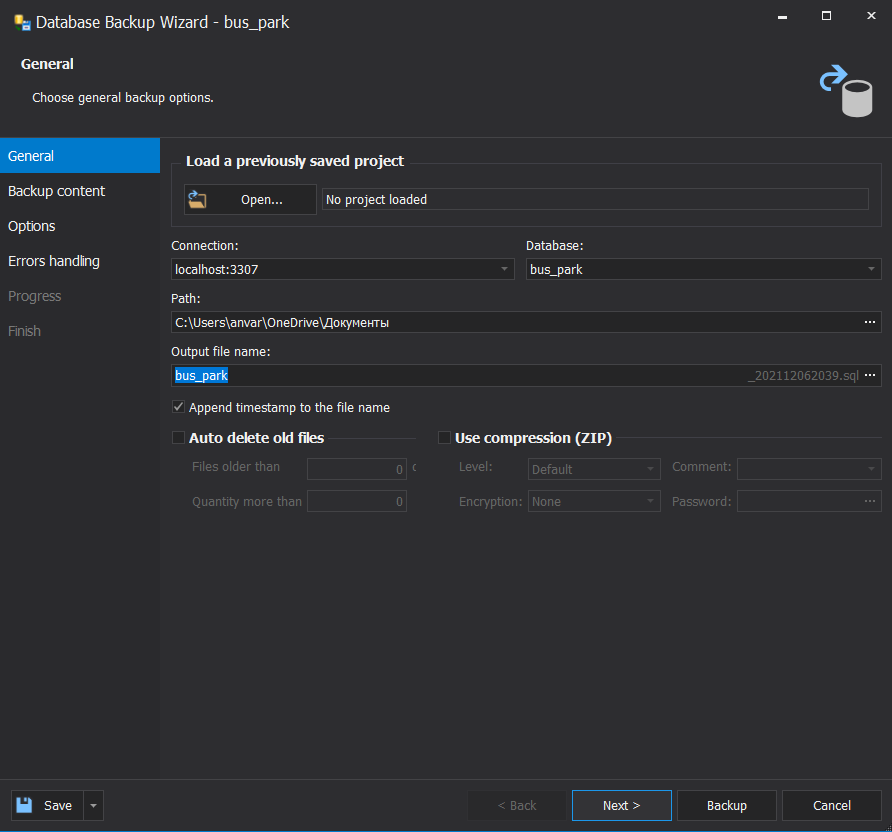 Database Backup Wizard - bus_park
General
Choose general backup options.
General
Backup content
Options
Errors handling
Progress
Finish
Load a previously saved project
Open... No project loaded
Connection: Database:
localhost:3307 bus_park
Path:
C:\Users\anvar\OneDrive\Документы ...
Output file name:
bus_park _202112062039.sql ...
Append timestamp to the file name
Auto delete old files Use compression (ZIP)
Files older than 0 Level: Default Comment:
Quantity more than 0 Encryption: None Password: ...
Save < Back Next > Backup Cancel